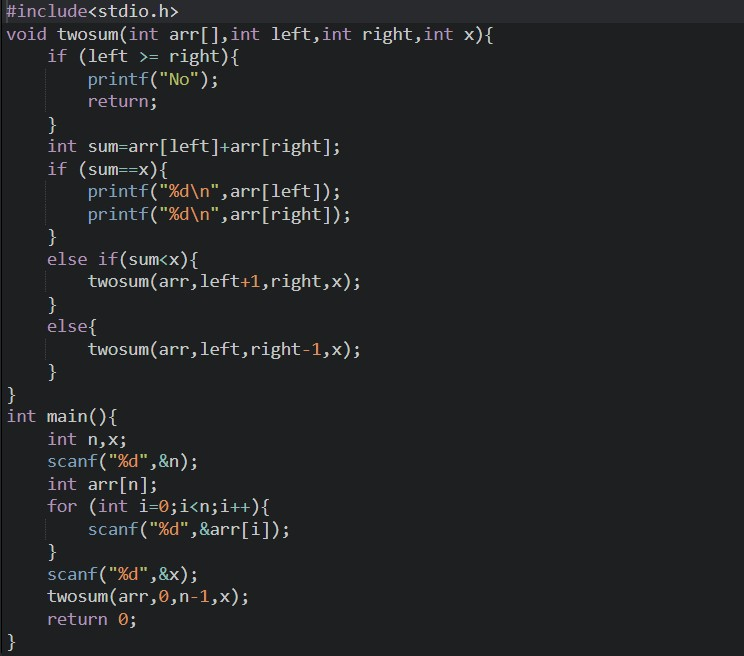 #include<stdio.h>
void twosum(int arr[],int left,int right,int x){
    if (left >= right){
        printf("No");
        return;
    }
    int sum=arr[left]+arr[right];
    if (sum==x){
        printf("%d\n",arr[left]);
        printf("%d\n",arr[right]);
    }
    else if(sum<x){
        twosum(arr,left+1,right,x);
    }
    else{
        twosum(arr,left,right-1,x);
    }
}
int main(){
    int n,x;
    scanf("%d",&n);
    int arr[n];
    for (int i=0;i<n;i++){
        scanf("%d",&arr[i]);
    }
    scanf("%d",&x);
    twosum(arr,0,n-1,x);
    return 0;
}